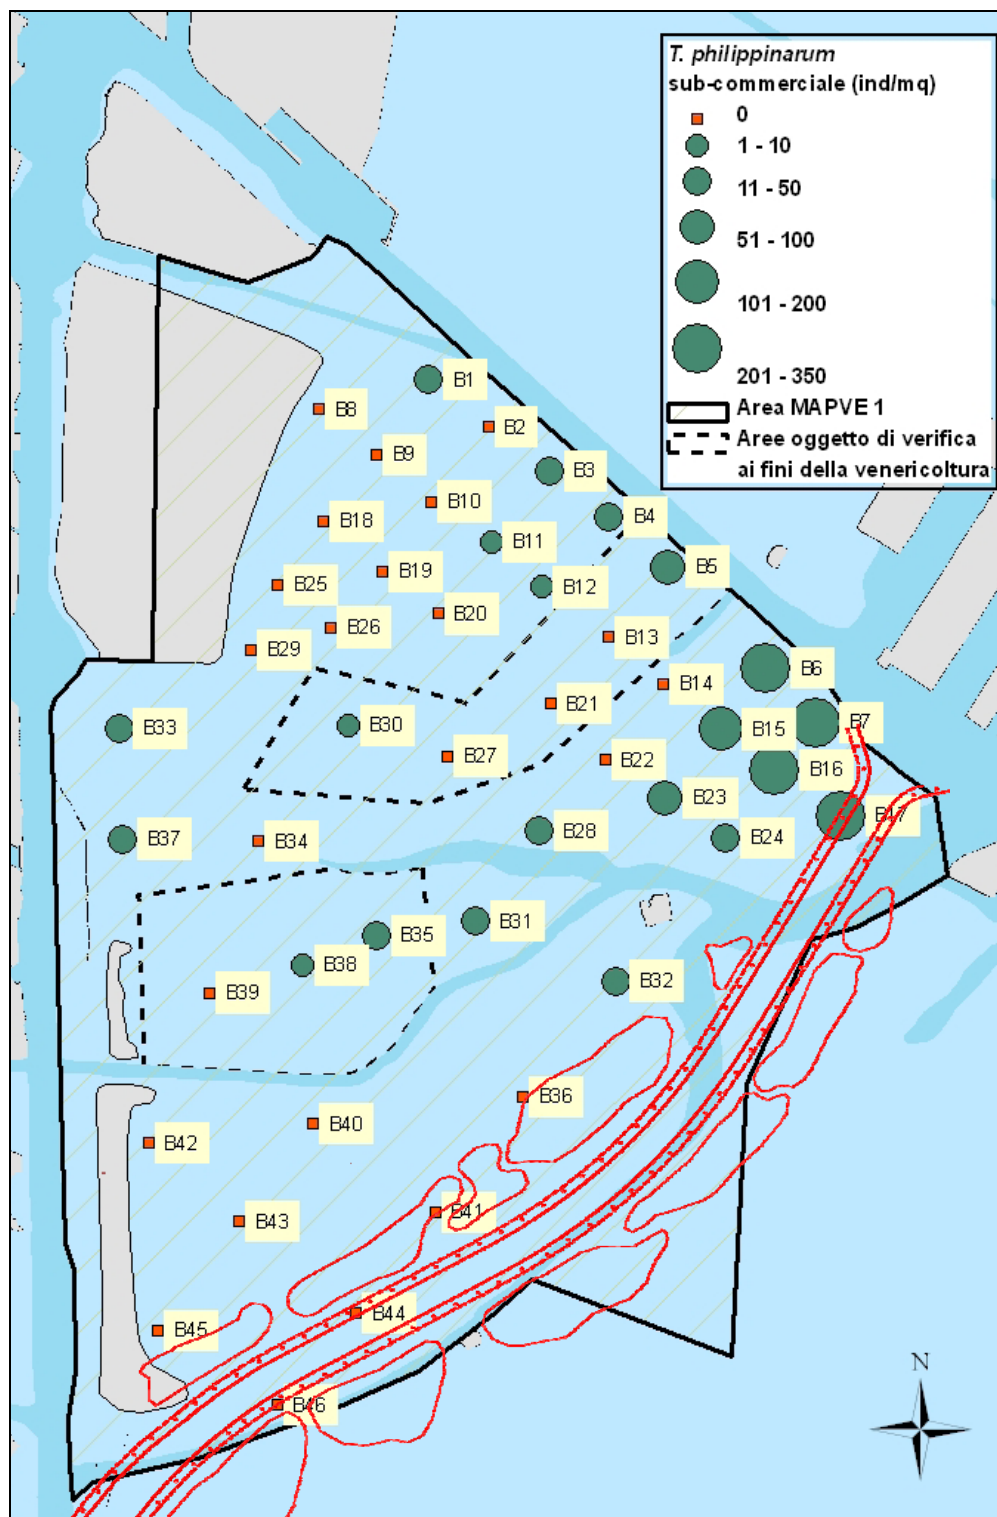 T. philippinarum
sub-commerciale (ind/mq)
0
1 - 10
11 - 50
51 - 100
101 - 200
201 - 350
Area MAPVE 1
Aree oggetto di verifica
ai fini della venericoltura
B1
B8
B2
B9
B3
B10
B4
B18
B11
B5
B19
B12
B25
B20
B26
B13
B29
B6
B14
B21
B30
B7
B33
B15
B27
B22
B16
B23
B17
B28
B24
B37
B34
B31
B35
B38
B32
B39
B36
B40
B42
B41
B43
B44
B45
B46
N